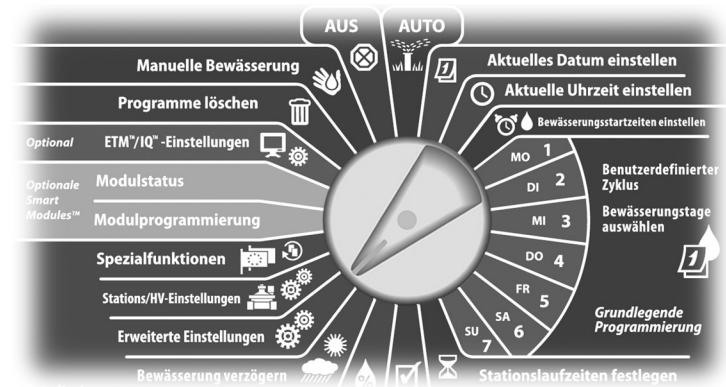 AUS
AUTO
Manuelle Bewässerung
Programme löschen
Optional
ETM™/IQ™ -Einstellungen
Optionale
Smart
Modules™
Modulstatus
Modulprogrammierung
Spezialfunktionen
Stations/HV-Einstellungen
Erweiterte Einstellungen
Bewässerung verzögern
%
Aktuelles Datum einstellen
1
Aktuelle Uhrzeit einstellen
Bewässerungsstartzeiten einstellen
MO 1
DI 2
MI 3
DO 4
FR 5
SA 6
SU 7
Benutzerdefinierter
Zyklus
Bewässerungstage
auswählen
1
Grundlegende
Programmierung
Stationslaufzeiten festlegen